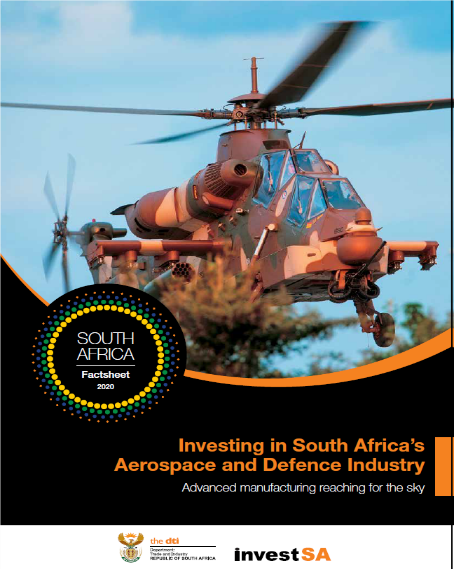 SOUTH
AFRICA
Factsheet
2020
Investing in South Africa's
Aerospace and Defence Industry
Advanced manufacturing reaching for the sky
the dti
Department:
Trade and Industry
REPUBLIC OF SOUTH AFRICA
investSA